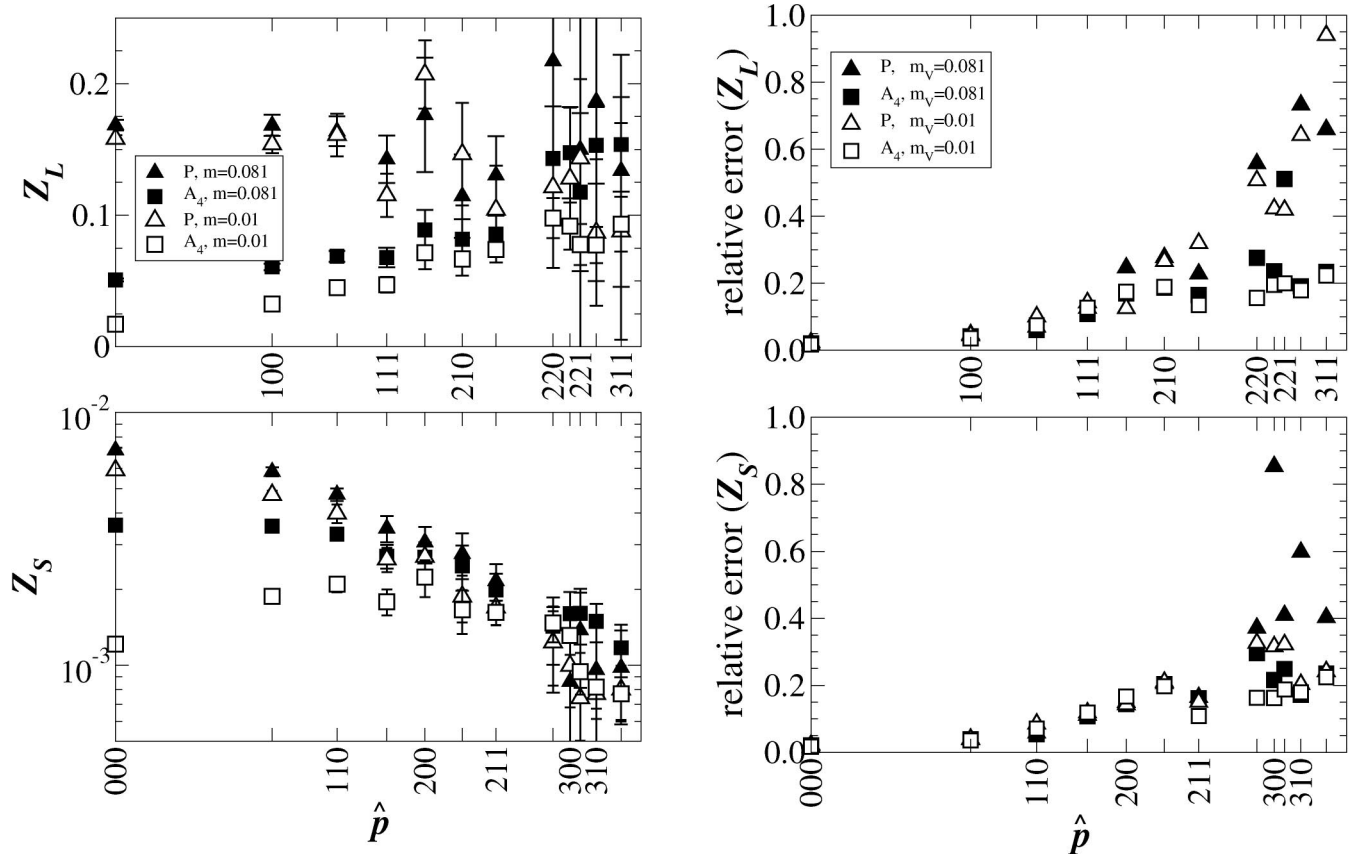 0.2
0.1
0
Z_L
P, m=0.081
A_4, m=0.081
P, m=0.01
A_4, m=0.01
100
111
210
220
221
311
10^-2
10^-3
Z_S
000
110
200
211
300
310
p̂
1.0
0.8
0.6
0.4
0.2
0.0
relative error (Z_L)
P, m_V=0.081
A_4, m_V=0.081
P, m_V=0.01
A_4, m_V=0.01
100
111
210
220
221
311
1.0
0.8
0.6
0.4
0.2
0.0
relative error (Z_S)
000
110
200
211
300
310
p̂